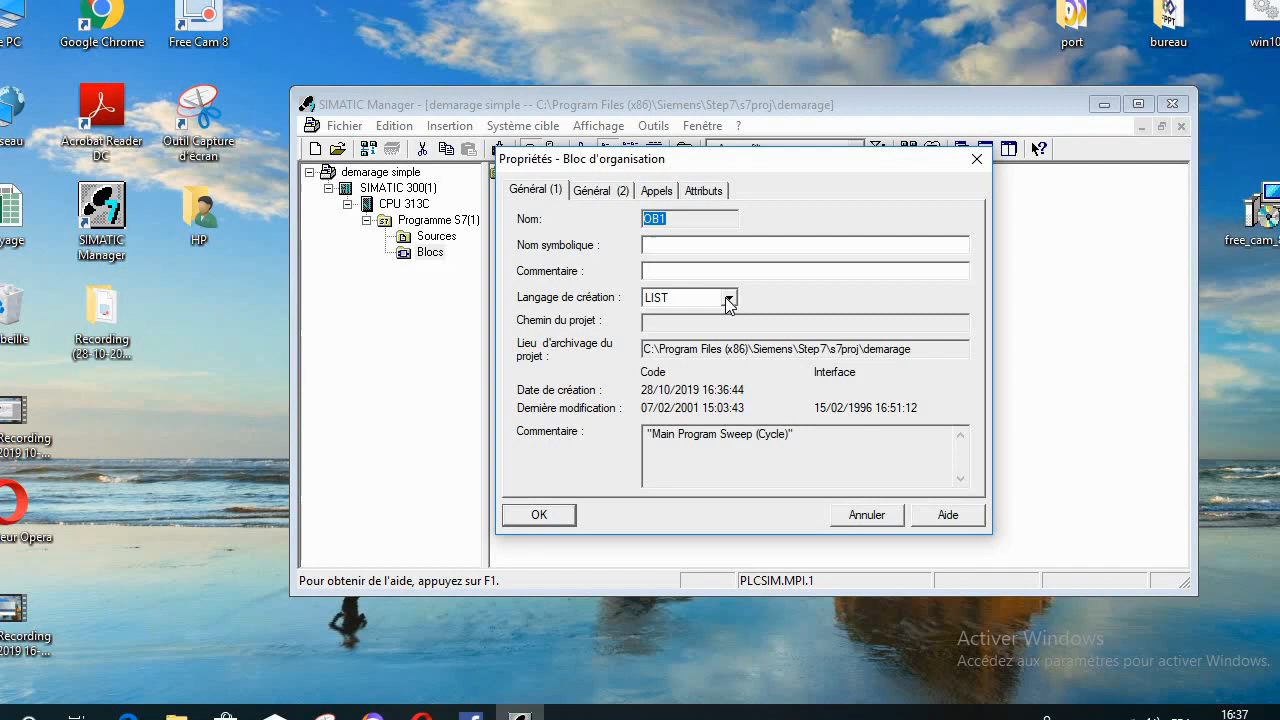 e PC
Google Chrome
Free Cam 8
port
bureau
win10
seau
Acrobat Reader
DC
Outil Capture
d'écran
yage
SIMATIC
Manager
HP
free_cam_8
beille
Recording
(28-10-20...
Recording
2019 10-...
eur Opera
Recording
2019 16-...
SIMATIC Manager - [demarage simple -- C:\Program Files (x86)\Siemens\Step7\s7proj\demarage]
Fichier Edition Insertion Système cible Affichage Outils Fenêtre ?
demarage simple
SIMATIC 300(1)
CPU 313C
Programme S7(1)
Sources
Blocs
Propriétés - Bloc d'organisation
Général (1) Général (2) Appels Attributs
Nom: OB1
Nom symbolique :
Commentaire :
Langage de création : LIST
Chemin du projet :
Lieu d'archivage du
projet : C:\Program Files (x86)\Siemens\Step7\s7proj\demarage
Code Interface
Date de création : 28/10/2019 16:36:44
Dernière modification : 07/02/2001 15:03:43 15/02/1996 16:51:12
Commentaire : "Main Program Sweep (Cycle)"
OK Annuler Aide
Pour obtenir de l'aide, appuyez sur F1. PLCSIM.MPI.1
Activer Windows
Accédez aux paramètres pour activer Windows.
16:37